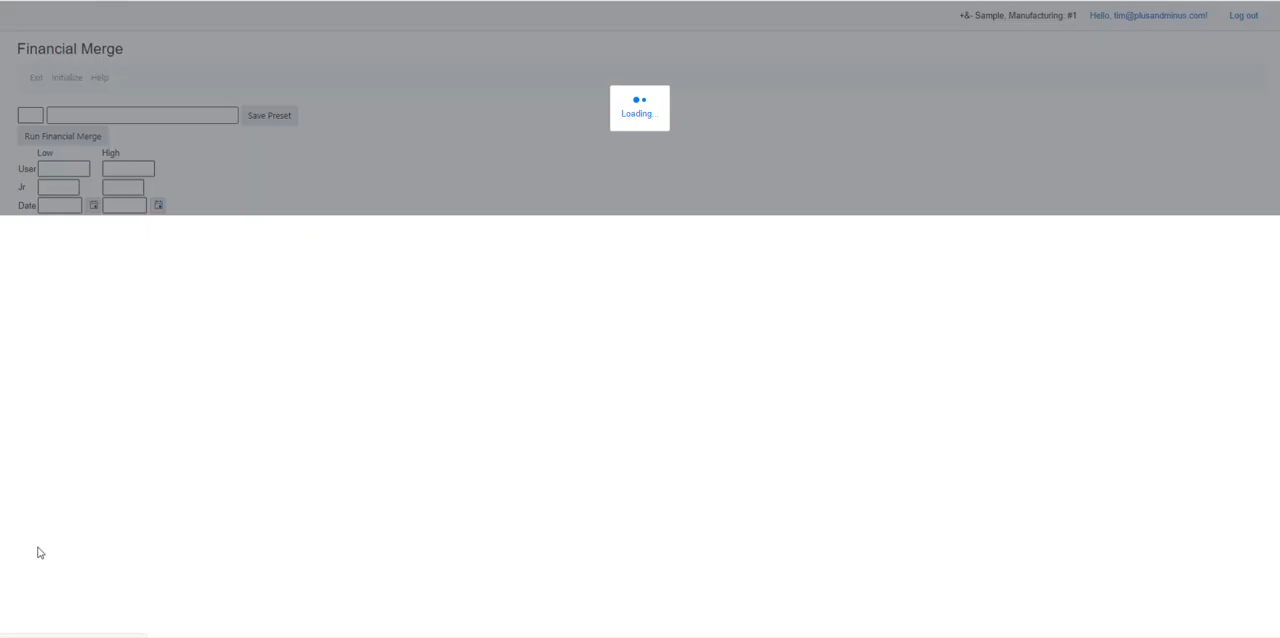 +&- Sample, Manufacturing: #1 Hello, tim@plusandminus.com! Log out
Financial Merge
Exit Initialize Help
Save Preset
Run Financial Merge
Low High
User
Jr
Date
Loading...